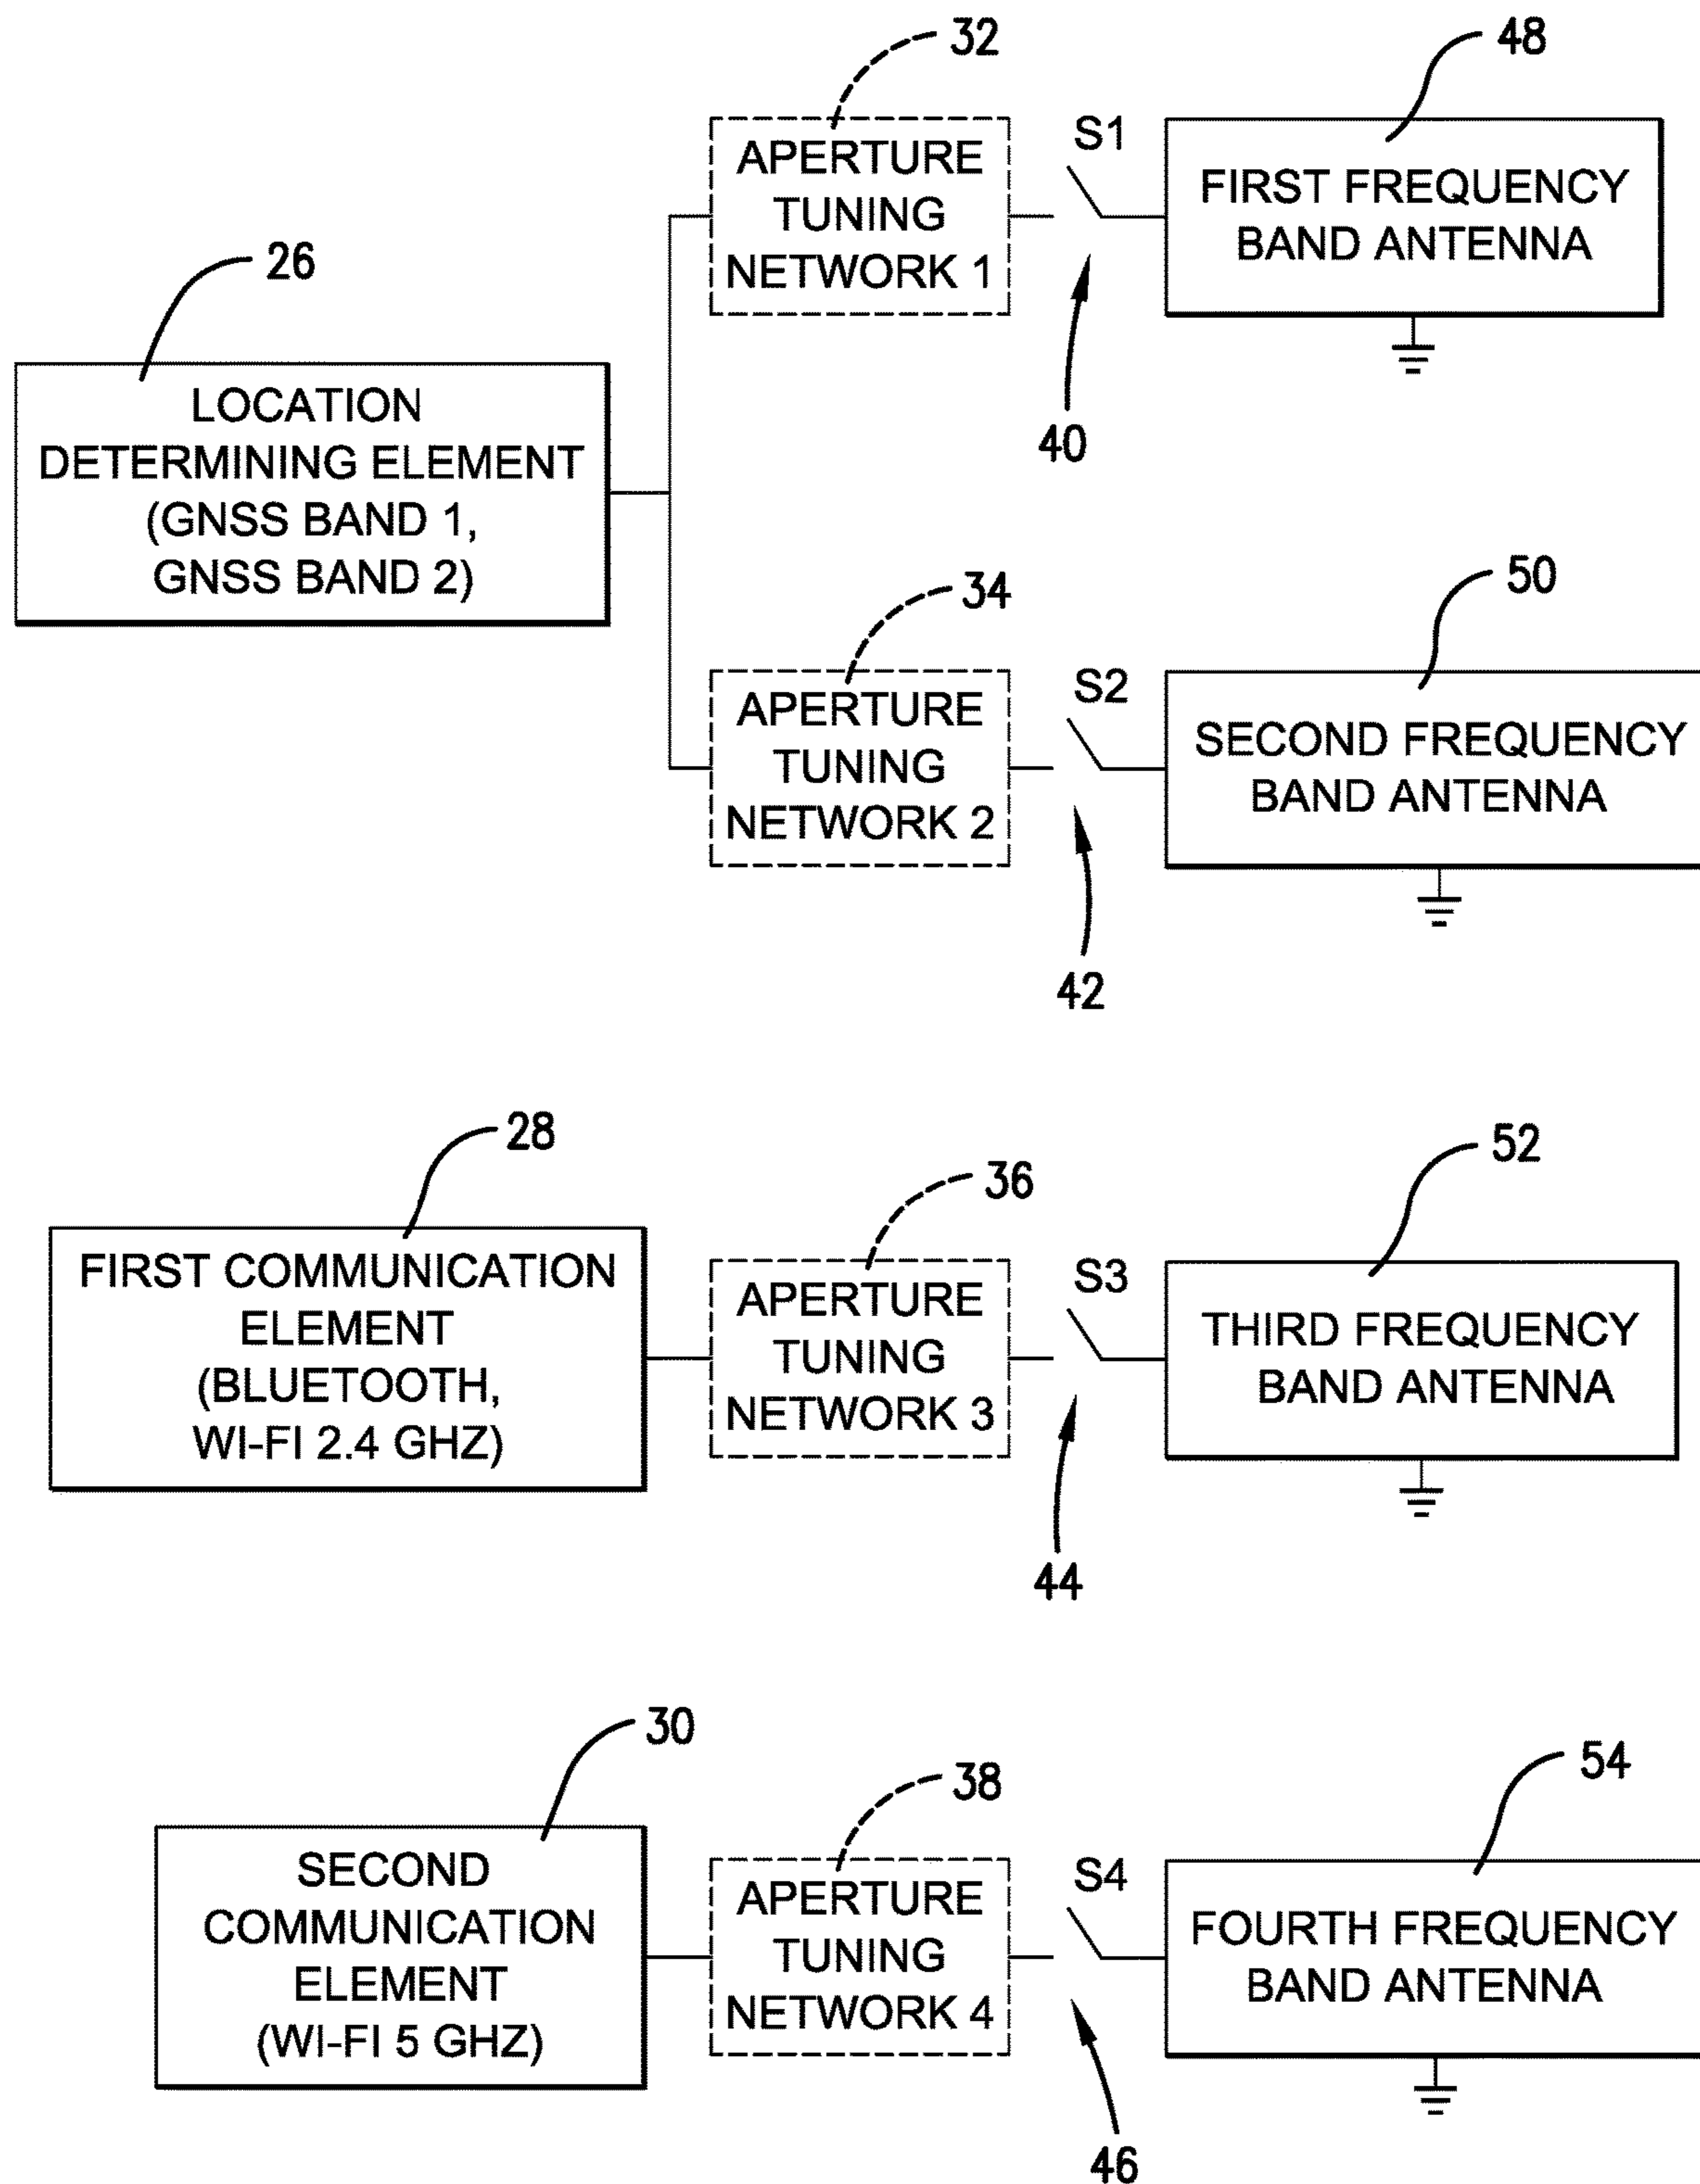 32
48
APERTURE
TUNING
NETWORK 1
S1
FIRST FREQUENCY
BAND ANTENNA
26
40
LOCATION
DETERMINING ELEMENT
(GNSS BAND 1,
GNSS BAND 2)
34
50
APERTURE
TUNING
NETWORK 2
S2
SECOND FREQUENCY
BAND ANTENNA
42
28
36
52
FIRST COMMUNICATION
ELEMENT
(BLUETOOTH,
WI-FI 2.4 GHZ)
APERTURE
TUNING
NETWORK 3
S3
THIRD FREQUENCY
BAND ANTENNA
44
30
38
54
SECOND
COMMUNICATION
ELEMENT
(WI-FI 5 GHZ)
APERTURE
TUNING
NETWORK 4
S4
FOURTH FREQUENCY
BAND ANTENNA
46